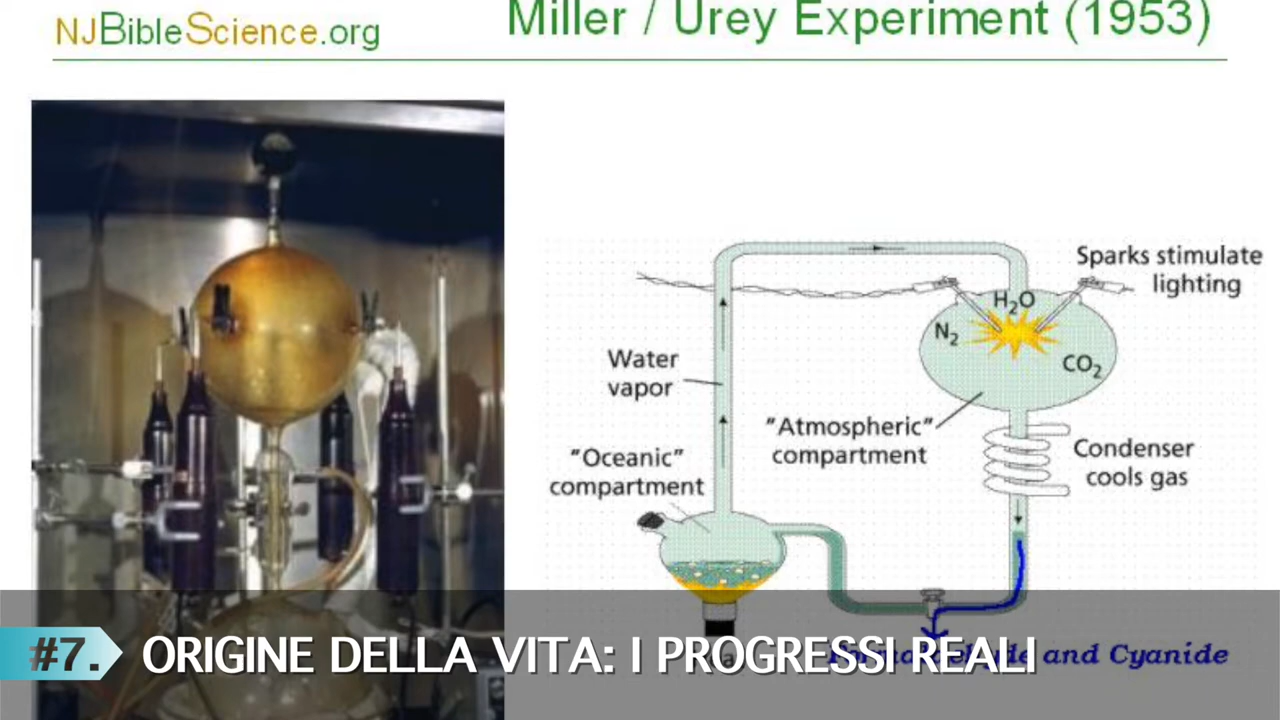 NJBibleScience.org
Miller / Urey Experiment (1953)
Sparks stimulate
lighting
H₂O
N₂
CO₂
Water
vapor
"Atmospheric"
compartment
"Oceanic"
compartment
Condenser
cools gas
and Cyanide
#7. ORIGINE DELLA VITA: I PROGRESSI REALI